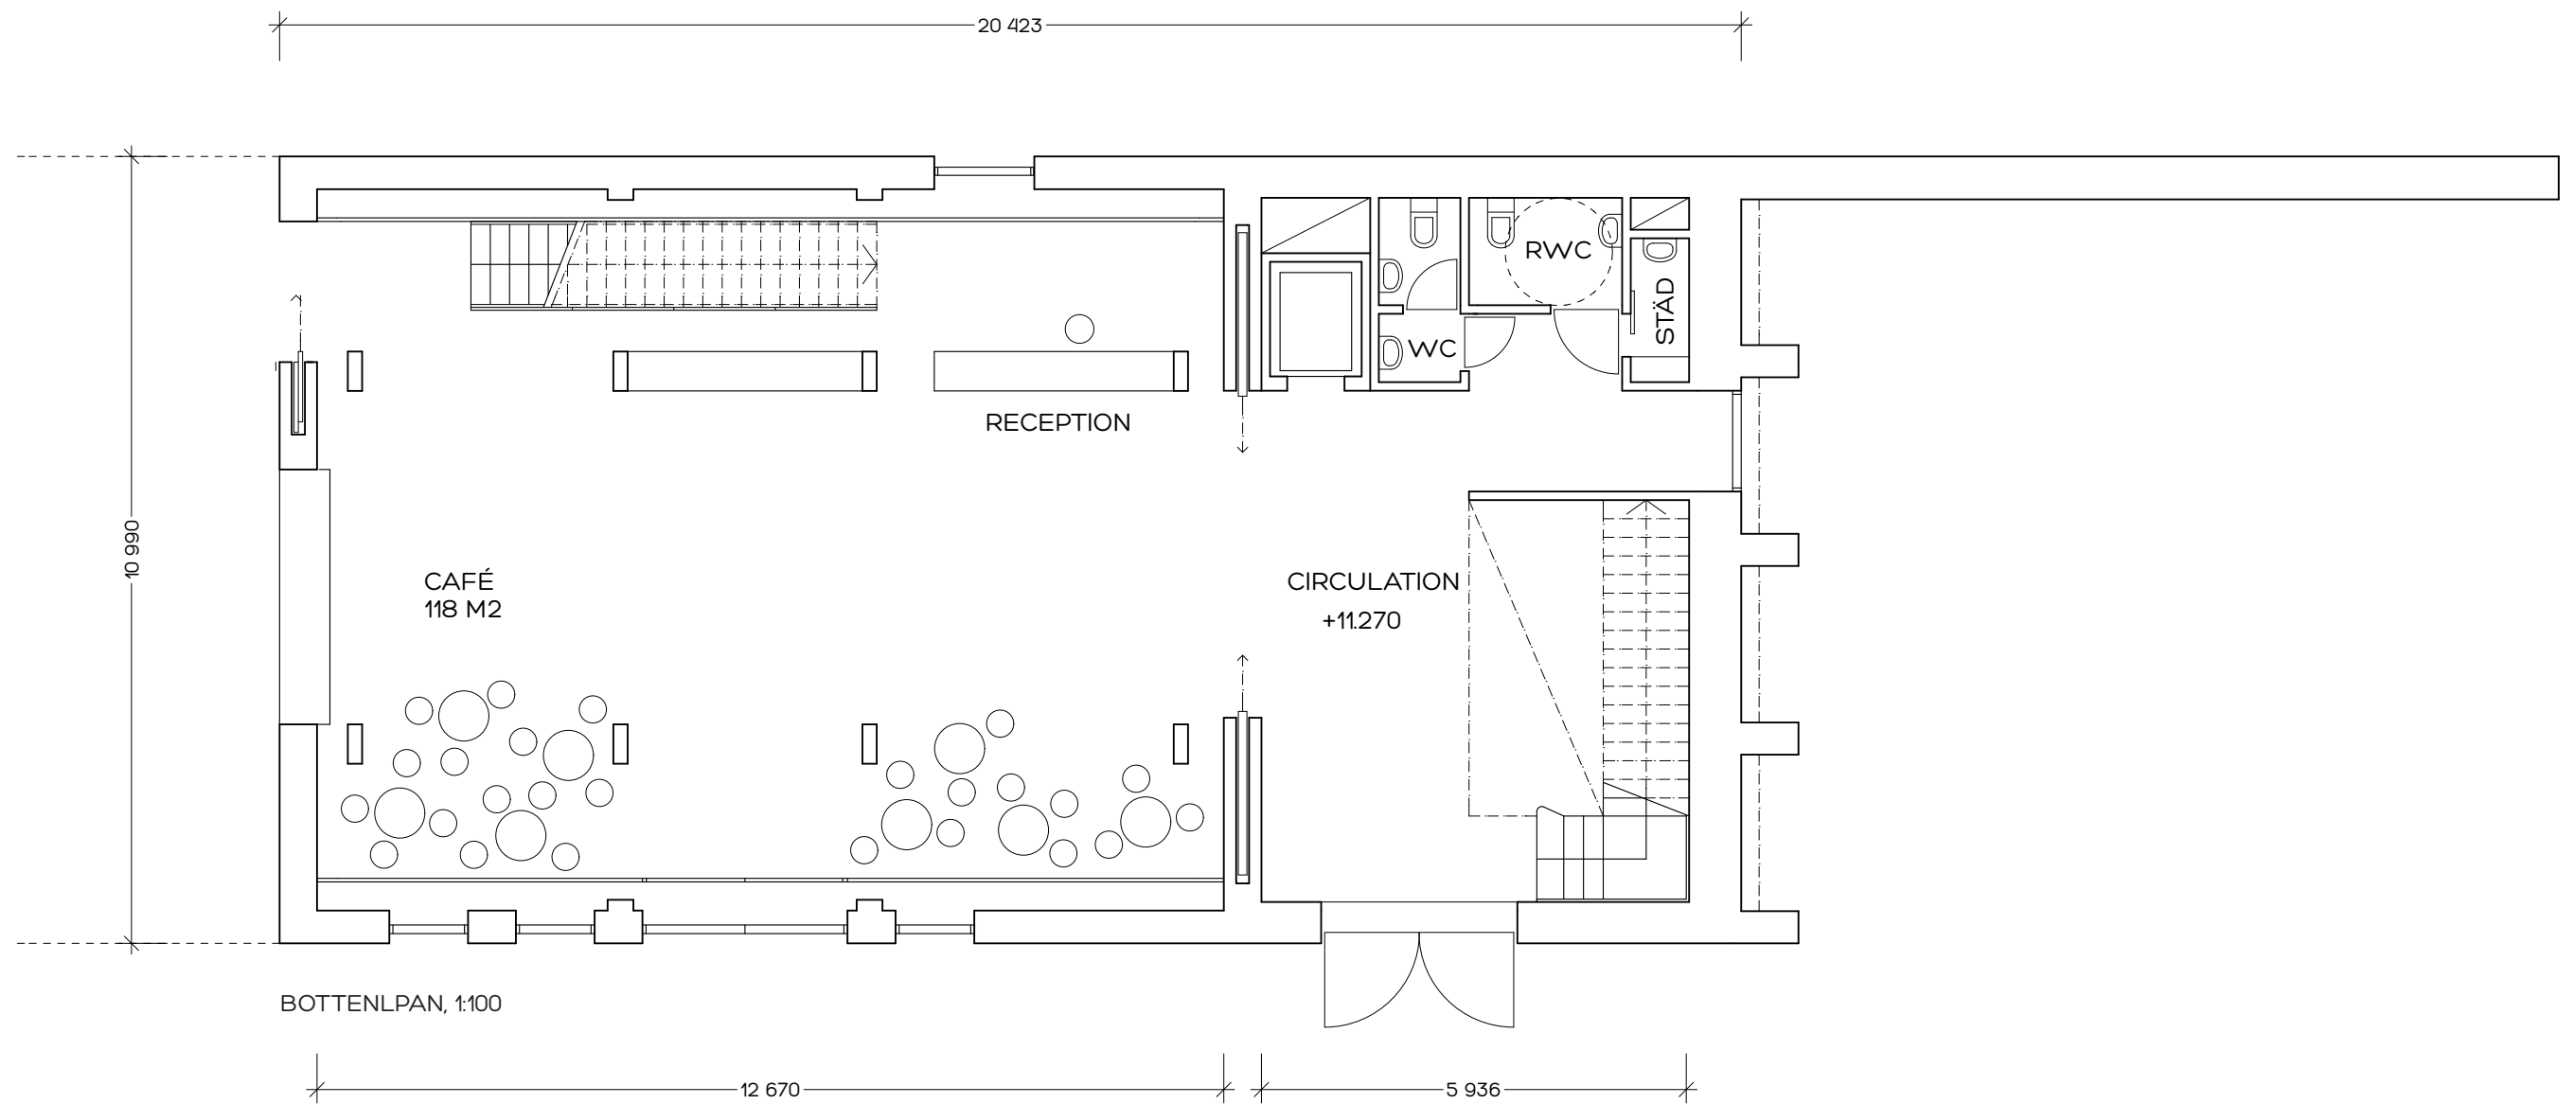 20 423
RWC
STÄD
WC
RECEPTION
10 990
CAFÉ
118 M2
CIRCULATION
+11.270
BOTTENLPAN, 1:100
12 670
5 936